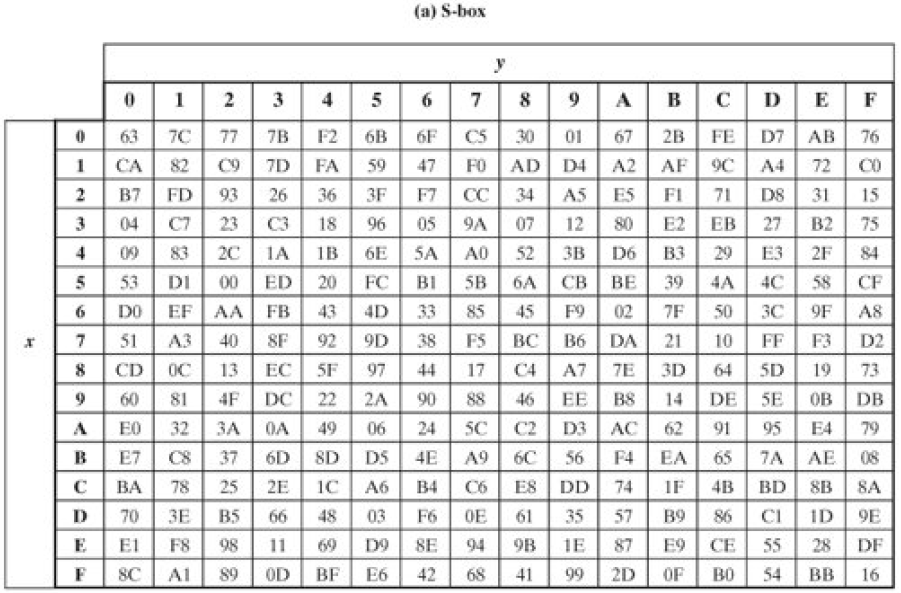 (a) S-box
y
0 1 2 3 4 5 6 7 8 9 A B C D E F
0 63 7C 77 7B F2 6B 6F C5 30 01 67 2B FE D7 AB 76
1 CA 82 C9 7D FA 59 47 F0 AD D4 A2 AF 9C A4 72 C0
2 B7 FD 93 26 36 3F F7 CC 34 A5 E5 F1 71 D8 31 15
3 04 C7 23 C3 18 96 05 9A 07 12 80 E2 EB 27 B2 75
4 09 83 2C 1A 1B 6E 5A A0 52 3B D6 B3 29 E3 2F 84
5 53 D1 00 ED 20 FC B1 5B 6A CB BE 39 4A 4C 58 CF
6 D0 EF AA FB 43 4D 33 85 45 F9 02 7F 50 3C 9F A8
x 7 51 A3 40 8F 92 9D 38 F5 BC B6 DA 21 10 FF F3 D2
8 CD 0C 13 EC 5F 97 44 17 C4 A7 7E 3D 64 5D 19 73
9 60 81 4F DC 22 2A 90 88 46 EE B8 14 DE 5E 0B DB
A E0 32 3A 0A 49 06 24 5C C2 D3 AC 62 91 95 E4 79
B E7 C8 37 6D 8D D5 4E A9 6C 56 F4 EA 65 7A AE 08
C BA 78 25 2E 1C A6 B4 C6 E8 DD 74 1F 4B BD 8B 8A
D 70 3E B5 66 48 03 F6 0E 61 35 57 B9 86 C1 1D 9E
E E1 F8 98 11 69 D9 8E 94 9B 1E 87 E9 CE 55 28 DF
F 8C A1 89 0D BF E6 42 68 41 99 2D 0F B0 54 BB 16